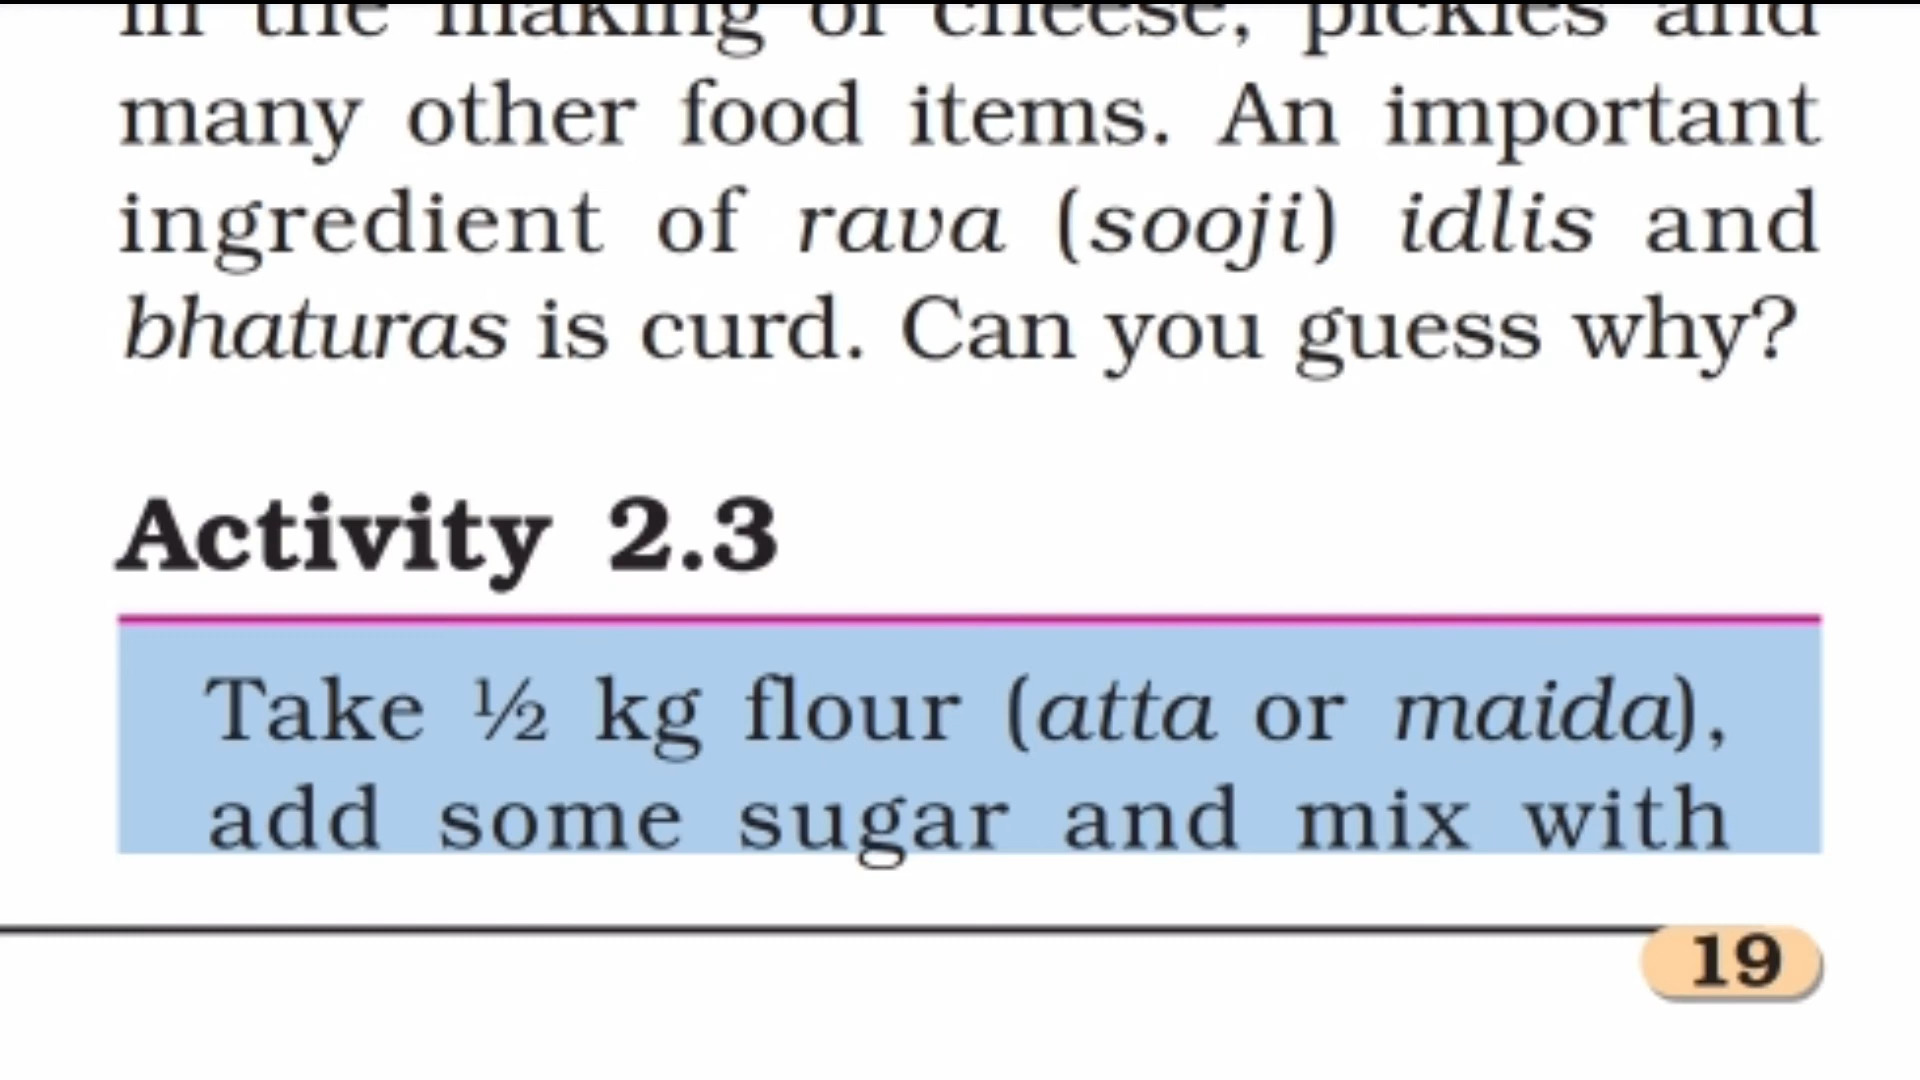 in the making of cheese, pickles and
many other food items. An important
ingredient of rava (sooji) idlis and
bhaturas is curd. Can you guess why?
Activity 2.3
Take ½ kg flour (atta or maida),
add some sugar and mix with
19